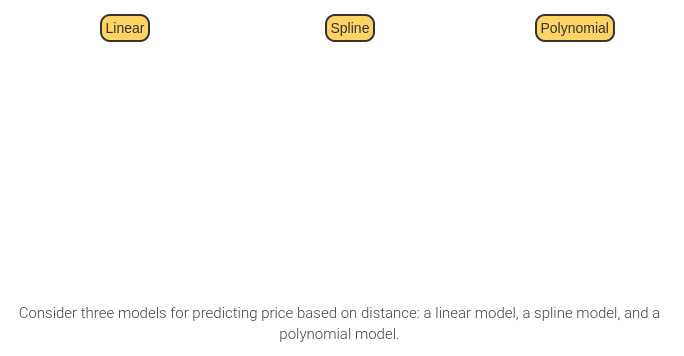 Linear Spline Polynomial
Consider three models for predicting price based on distance: a linear model, a spline model, and a
polynomial model.